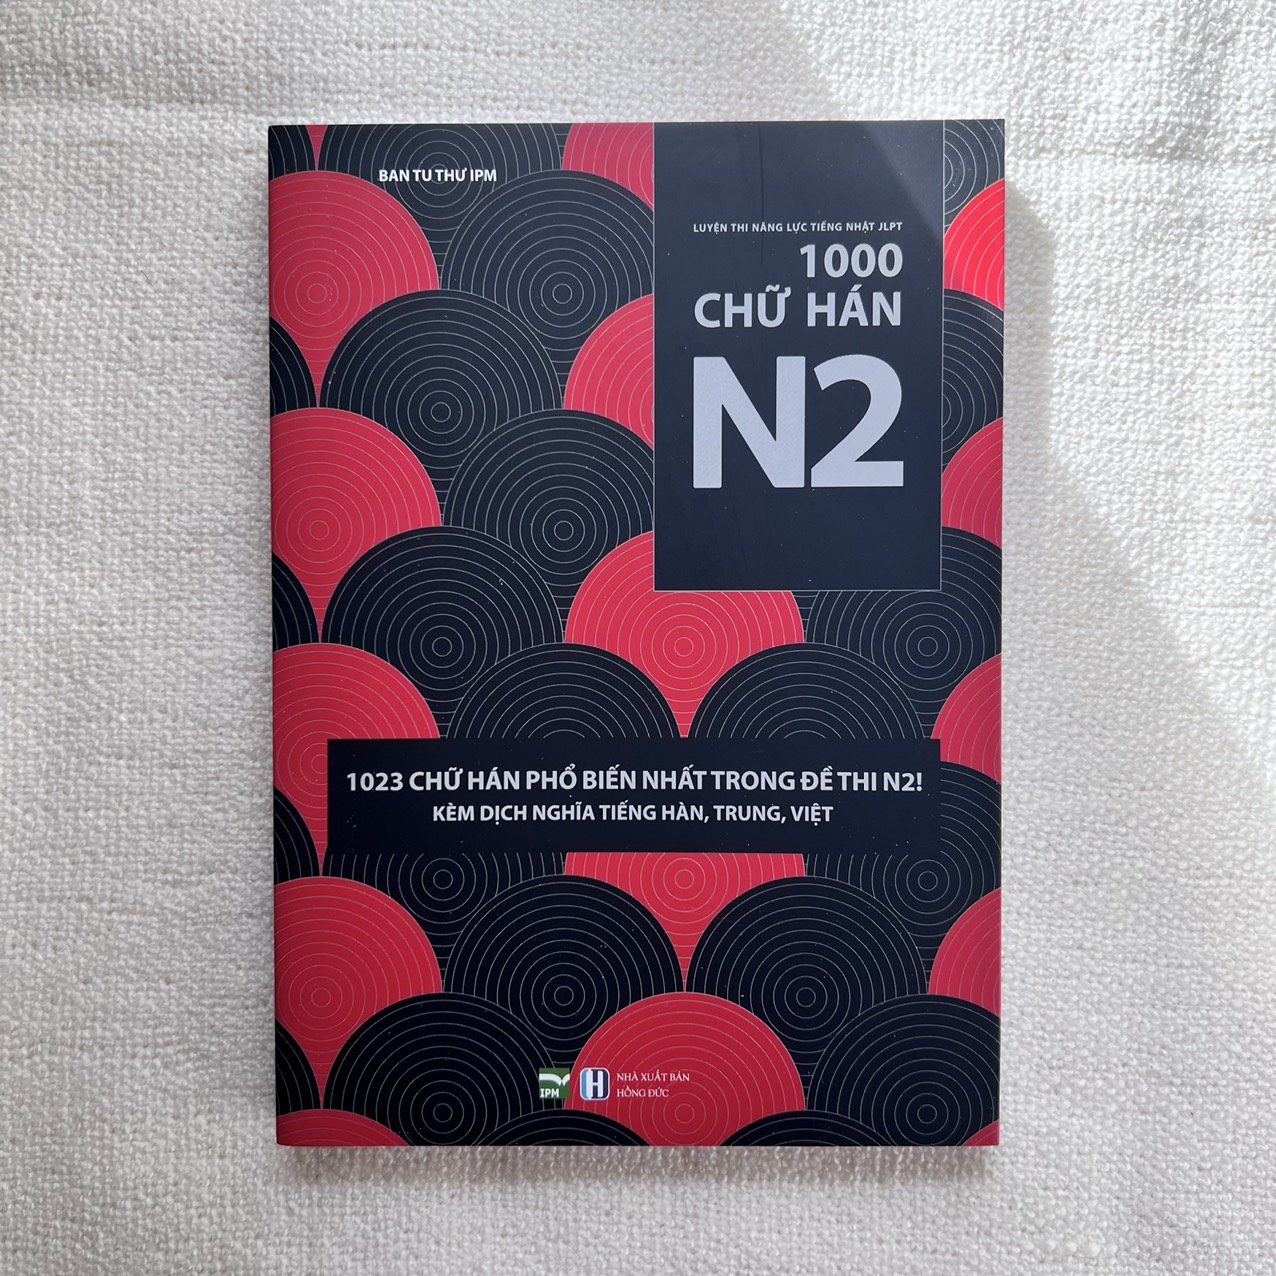 BAN TU THƯ IPM
LUYỆN THI NĂNG LỰC TIẾNG NHẬT JLPT
1000
CHỮ HÁN
N2
1023 CHỮ HÁN PHỔ BIẾN NHẤT TRONG ĐỀ THI N2!
KÈM DỊCH NGHĨA TIẾNG HÀN, TRUNG, VIỆT
IPM
H
NHÀ XUẤT BẢN
HỒNG ĐỨC